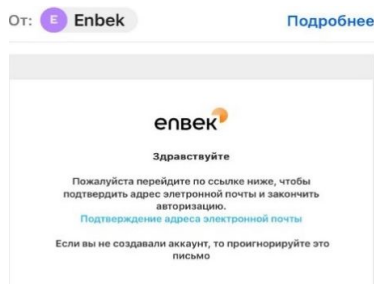 От: E Enbek Подробнее
enbek
Здравствуйте
Пожалуйста перейдите по ссылке ниже, чтобы
подтвердить адрес элетронной почты и закончить
авторизацию.
Подтверждение адреса электронной почты
Если вы не создавали аккаунт, то проигнорируйте это
письмо